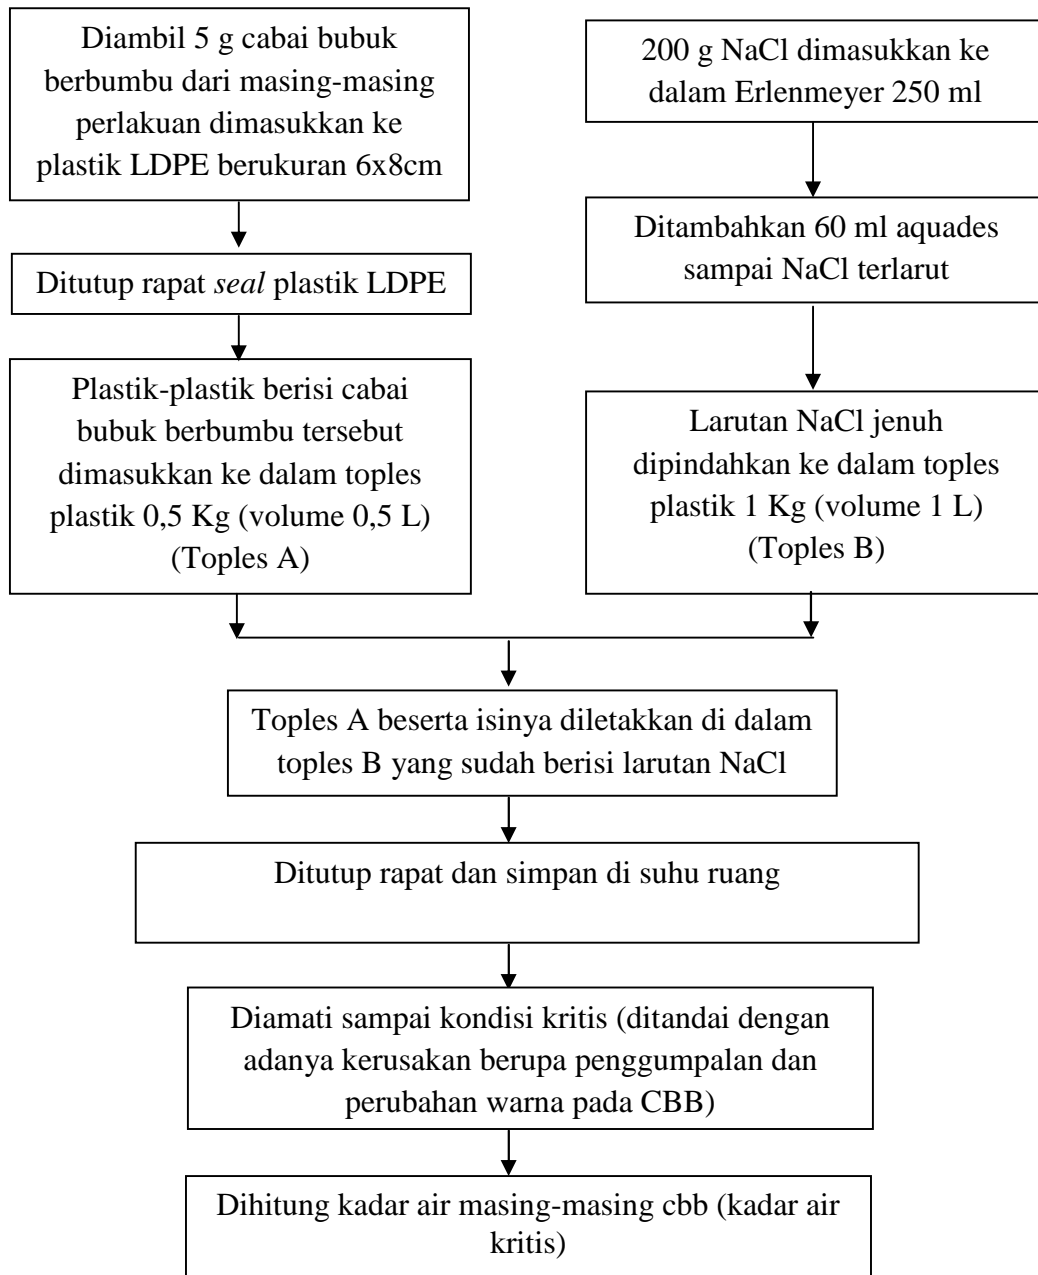 Diambil 5 g cabai bubuk
berbumbu dari masing-masing
perlakuan dimasukkan ke
plastik LDPE berukuran 6x8cm
Ditutup rapat seal plastik LDPE
Plastik-plastik berisi cabai
bubuk berbumbu tersebut
dimasukkan ke dalam toples
plastik 0,5 Kg (volume 0,5 L)
(Toples A)
200 g NaCl dimasukkan ke
dalam Erlenmeyer 250 ml
Ditambahkan 60 ml aquades
sampai NaCl terlarut
Larutan NaCl jenuh
dipindahkan ke dalam toples
plastik 1 Kg (volume 1 L)
(Toples B)
Toples A beserta isinya diletakkan di dalam
toples B yang sudah berisi larutan NaCl
Ditutup rapat dan simpan di suhu ruang
Diamati sampai kondisi kritis (ditandai dengan
adanya kerusakan berupa penggumpalan dan
perubahan warna pada CBB)
Dihitung kadar air masing-masing cbb (kadar air
kritis)